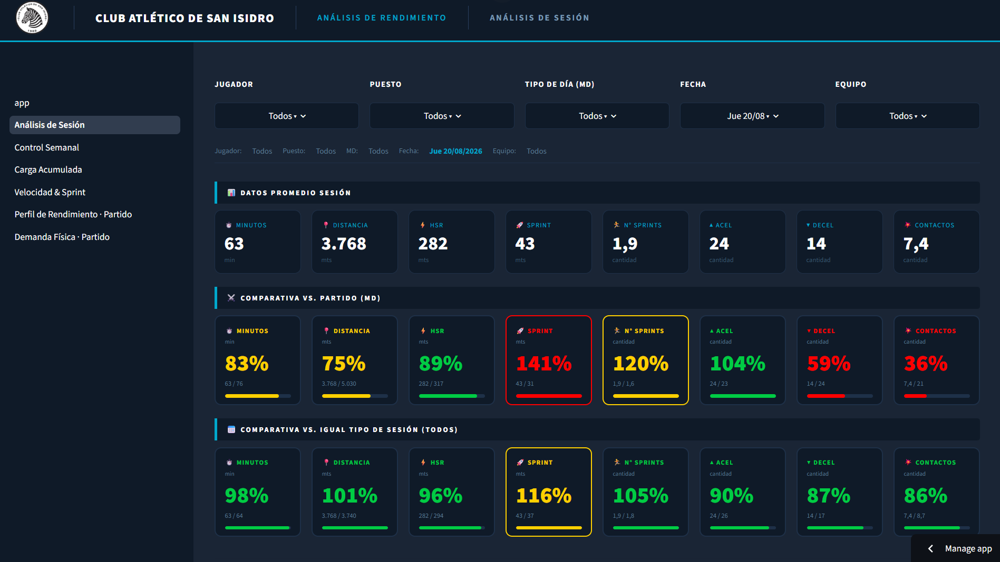 CLUB ATLÉTICO DE SAN ISIDRO
1902
CLUB ATLÉTICO DE SAN ISIDRO
ANÁLISIS DE RENDIMIENTO
ANÁLISIS DE SESIÓN
app
Análisis de Sesión
Control Semanal
Carga Acumulada
Velocidad & Sprint
Perfil de Rendimiento · Partido
Demanda Física · Partido
JUGADOR PUESTO TIPO DE DÍA (MD) FECHA EQUIPO
Todos Todos Todos Jue 20/08 Todos
Jugador: Todos Puesto: Todos MD: Todos Fecha: Jue 20/08/2026 Equipo: Todos
DATOS PROMEDIO SESIÓN
MINUTOS DISTANCIA HSR SPRINT N° SPRINTS ▲ ACEL ▼ DECEL CONTACTOS
63 3.768 282 43 1,9 24 14 7,4
min mts mts mts cantidad cantidad cantidad cantidad
COMPARATIVA VS. PARTIDO (MD)
MINUTOS DISTANCIA HSR SPRINT N° SPRINTS ▲ ACEL ▼ DECEL CONTACTOS
min mts mts mts cantidad cantidad cantidad cantidad
83% 75% 89% 141% 120% 104% 59% 36%
63 / 76 3.768 / 5.030 282 / 317 43 / 31 1,9 / 1,6 24 / 23 14 / 24 7,4 / 21
COMPARATIVA VS. IGUAL TIPO DE SESIÓN (TODOS)
MINUTOS DISTANCIA HSR SPRINT N° SPRINTS ▲ ACEL ▼ DECEL CONTACTOS
min mts mts mts cantidad cantidad cantidad cantidad
98% 101% 96% 116% 105% 90% 87% 86%
63 / 64 3.768 / 3.740 282 / 294 43 / 37 1,9 / 1,8 24 / 26 14 / 17 7,4 / 8,7
Manage app